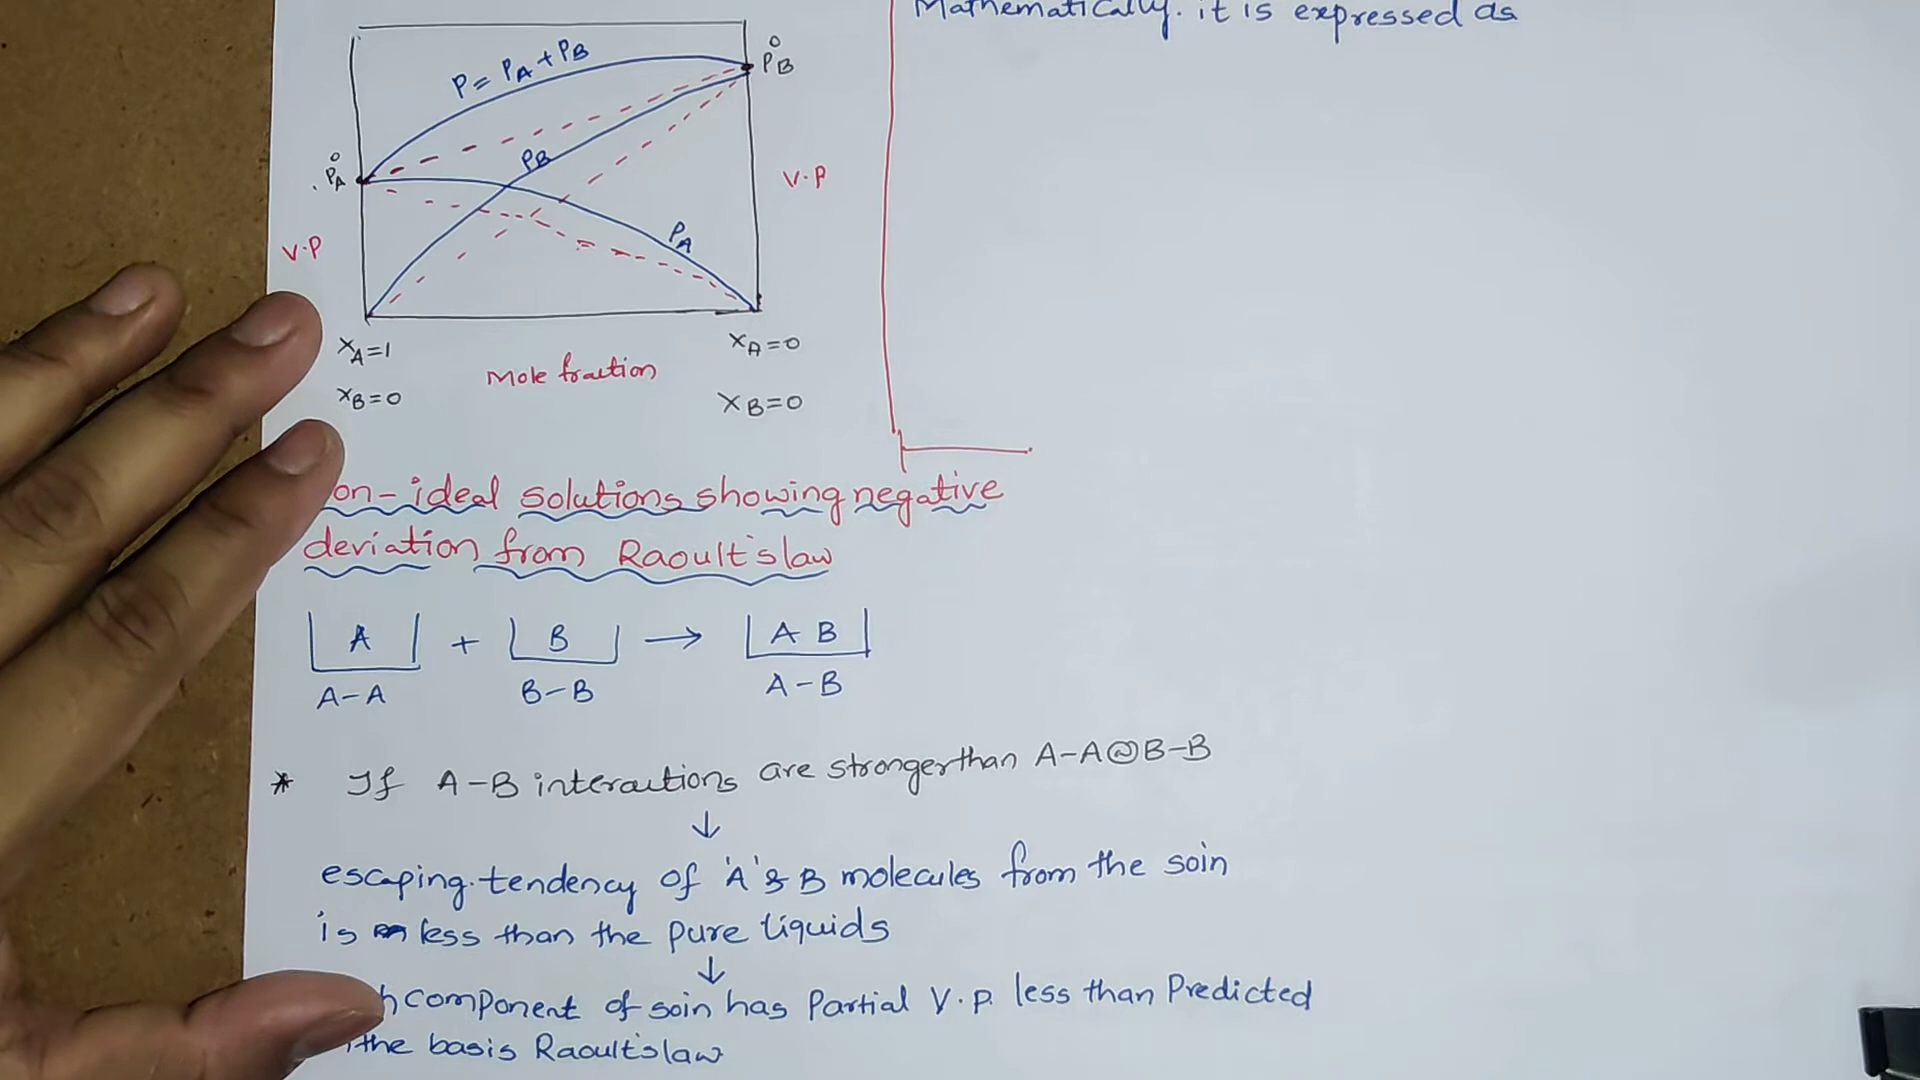 Mathematically. it is expressed as
P = PA + PB
P°B
PB
P°A
V.P
PA
V.P
XA=1
XA=0
Mole fraction
XB=0
XB=0
on-ideal solutions showing negative
deviation from Raoult's law
A + B → A B
A-A B-B A-B
* If A-B interactions are stronger than A-A B-B
↓
escaping tendency of 'A' & B molecules from the soin
is less than the pure liquids
↓
component of soin has Partial V.p. less than Predicted
the basis Raoult's law